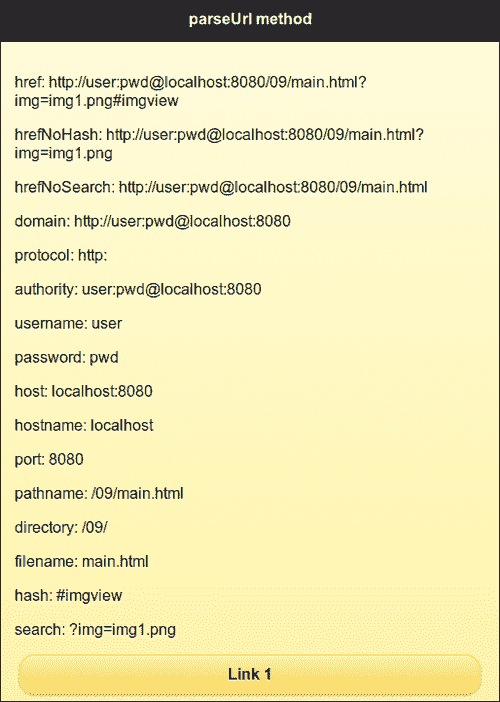 parseUrl method
href: http://user:pwd@localhost:8080/09/main.html?
img=img1.png#imgview
hrefNoHash: http://user:pwd@localhost:8080/09/main.html?
img=img1.png
hrefNoSearch: http://user:pwd@localhost:8080/09/main.html
domain: http://user:pwd@localhost:8080
protocol: http:
authority: user:pwd@localhost:8080
username: user
password: pwd
host: localhost:8080
hostname: localhost
port: 8080
pathname: /09/main.html
directory: /09/
filename: main.html
hash: #imgview
search: ?img=img1.png
Link 1